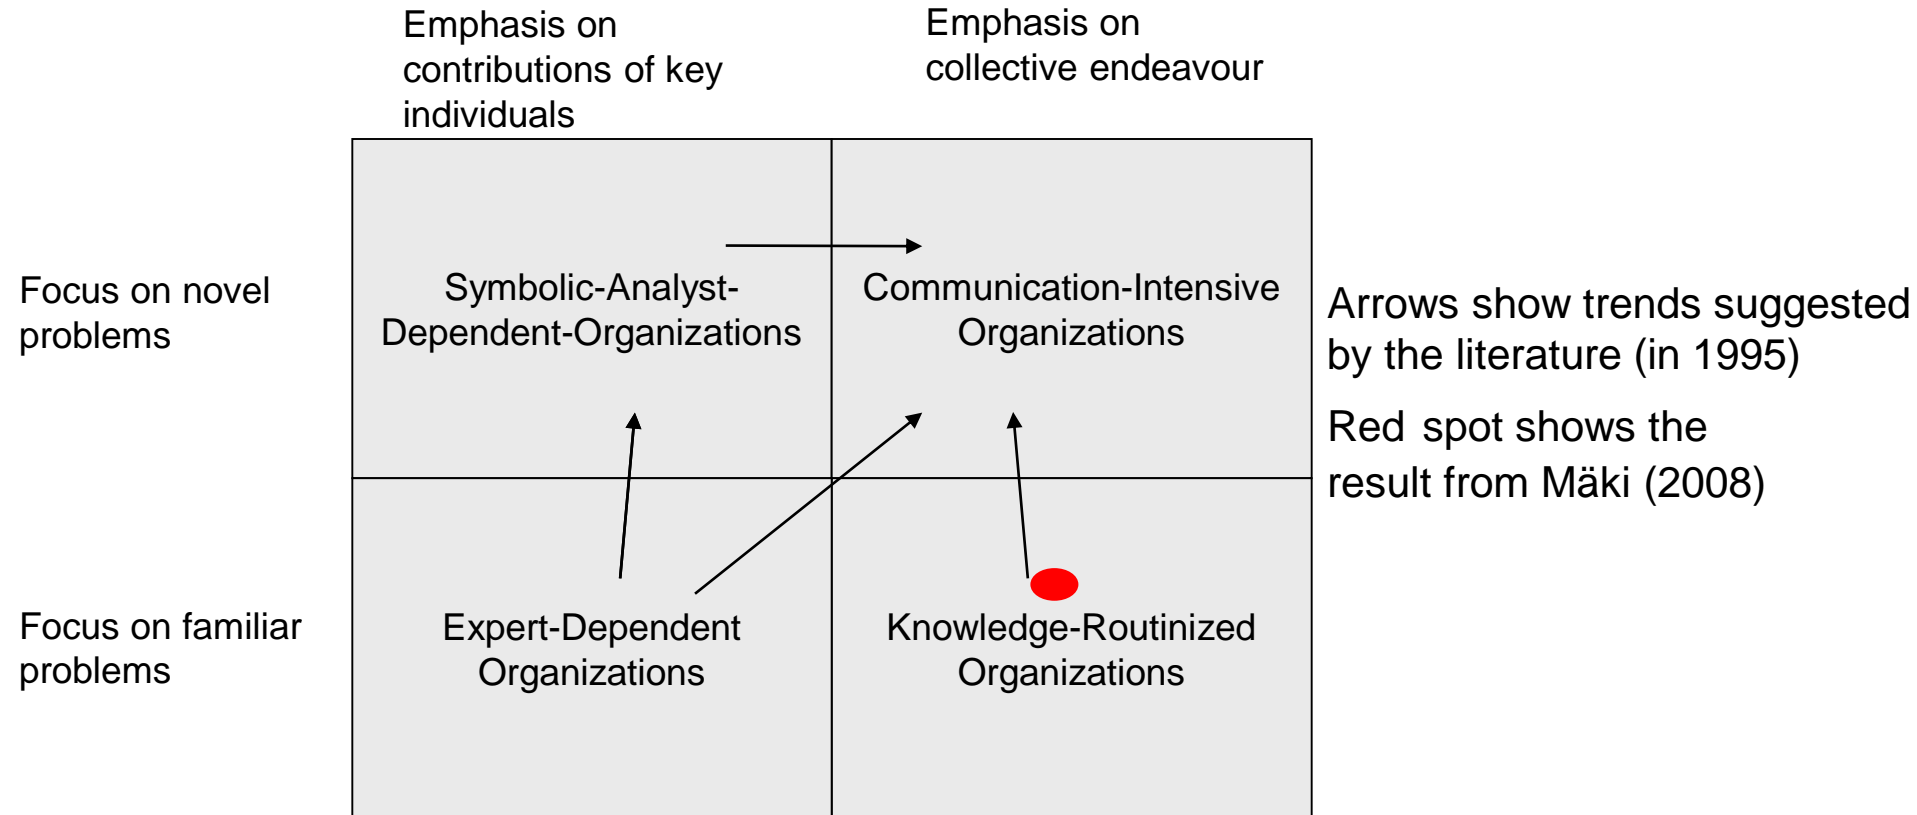 Emphasis on
contributions of key
individuals
Emphasis on
collective endeavour
Focus on novel
problems
Symbolic-Analyst-
Dependent-Organizations
Communication-Intensive
Organizations
Arrows show trends suggested
by the literature (in 1995)
Red spot shows the
result from Mäki (2008)
Focus on familiar
problems
Expert-Dependent
Organizations
Knowledge-Routinized
Organizations